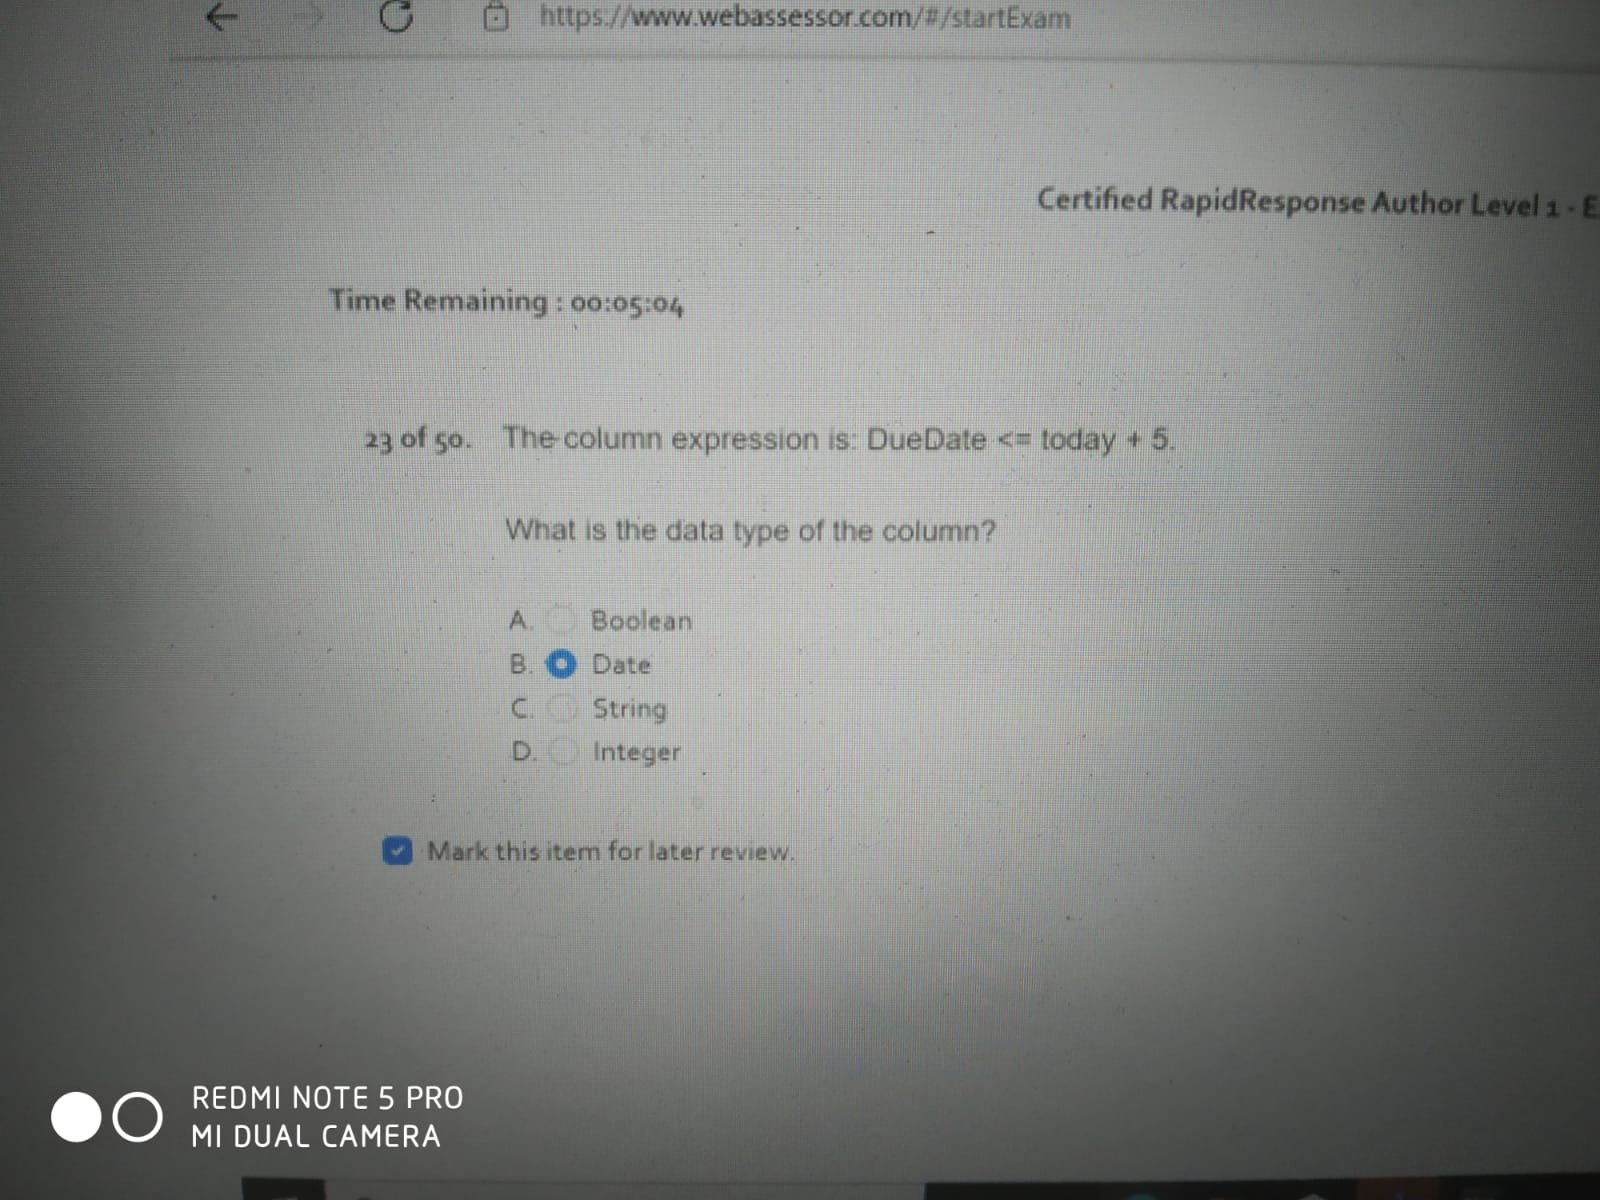 https://www.webassessor.com/#/startExam
Certified RapidResponse Author Level 1 - E
Time Remaining : 00:05:04
23 of 50. The column expression is: DueDate <= today + 5.
What is the data type of the column?
A. Boolean
B. Date
C. String
D. Integer
Mark this item for later review.
REDMI NOTE 5 PRO
MI DUAL CAMERA